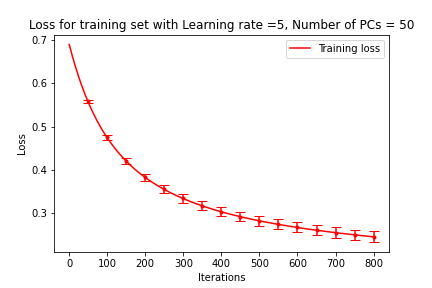 Loss for training set with Learning rate =5, Number of PCs = 50
Training loss
Loss
0.7
0.6
0.5
0.4
0.3
0 100 200 300 400 500 600 700 800
Iterations